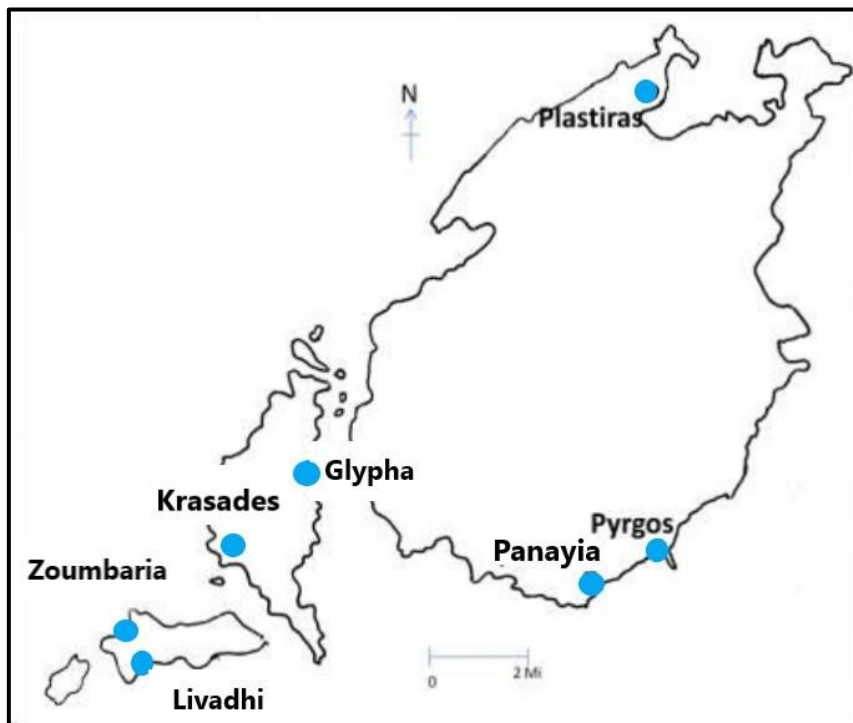 N
Plastiras
Glypha
Krasades
Pyrgos
Panayia
Zoumbaria
Livadhi
0 2 Mi